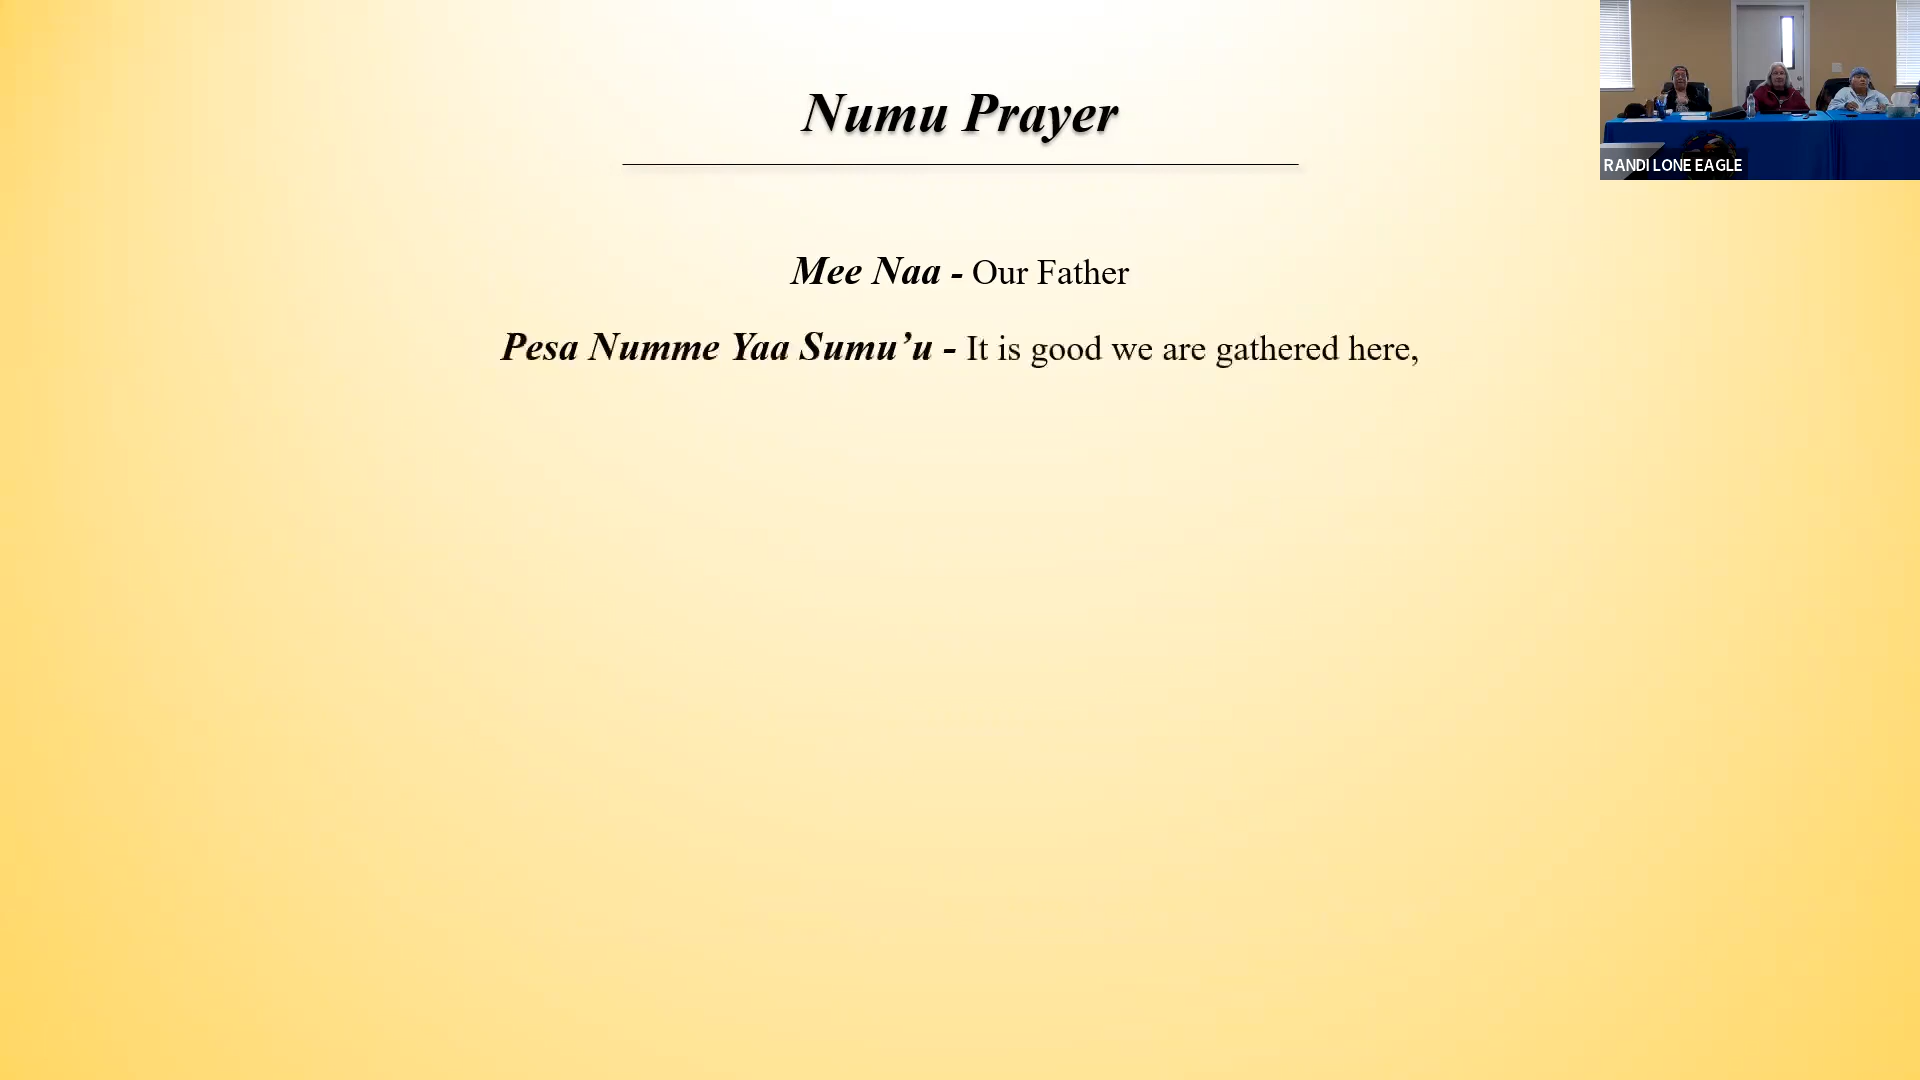 Numu Prayer
RANDI LONE EAGLE
Mee Naa - Our Father
Pesa Numme Yaa Sumu’u - It is good we are gathered here,